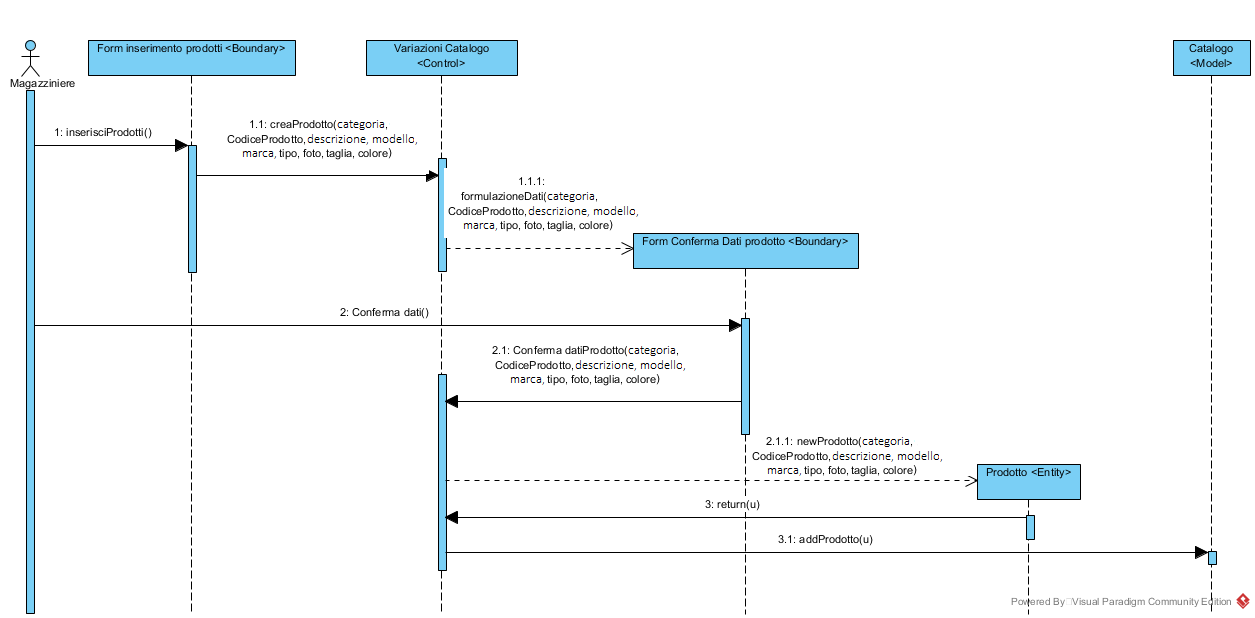 Form inserimento prodotti <Boundary>
Variazioni Catalogo
<Control>
Catalogo
<Model>
Magazziniere
1: inserisciProdotti()
1.1: creaProdotto(categoria,
CodiceProdotto, descrizione, modello,
marca, tipo, foto, taglia, colore)
1.1.1:
formulazioneDati(categoria,
CodiceProdotto, descrizione, modello,
marca, tipo, foto, taglia, colore)
Form Conferma Dati prodotto <Boundary>
2: Conferma dati()
2.1: Conferma datiProdotto(categoria,
CodiceProdotto, descrizione, modello,
marca, tipo, foto, taglia, colore)
2.1.1: newProdotto(categoria,
CodiceProdotto, descrizione, modello,
marca, tipo, foto, taglia, colore)
Prodotto <Entity>
3: return(u)
3.1: addProdotto(u)
Powered By Visual Paradigm Community Edition